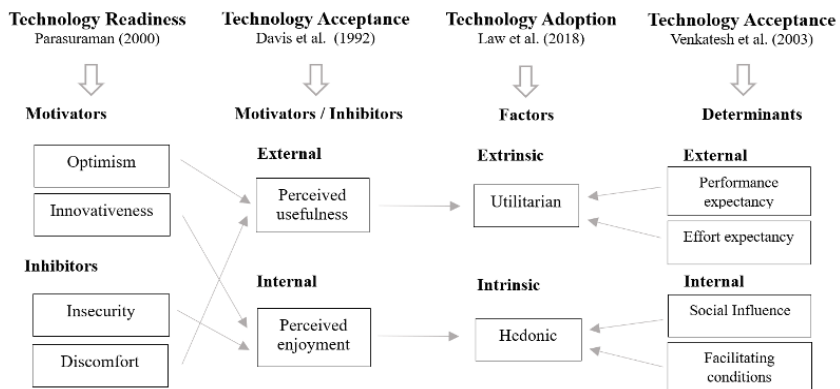 Technology Readiness
Parasuraman (2000)
Motivators
Optimism
Innovativeness
Inhibitors
Insecurity
Discomfort
Technology Acceptance
Davis et al. (1992)
Motivators / Inhibitors
External
Perceived
usefulness
Internal
Perceived
enjoyment
Technology Adoption
Law et al. (2018)
Factors
Extrinsic
Utilitarian
Intrinsic
Hedonic
Technology Acceptance
Venkatesh et al. (2003)
Determinants
External
Performance
expectancy
Effort expectancy
Internal
Social Influence
Facilitating
conditions